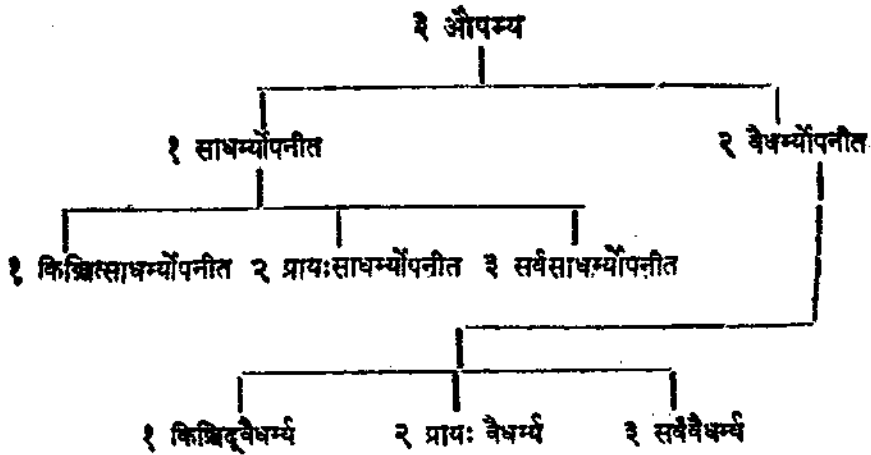 ३ औपम्य
१ साधर्म्योपनीत २ वैधर्म्योपनीत
१ किञ्चित्साधर्म्योपनीत २ प्रायःसाधर्म्योपनीत ३ सर्वसाधर्म्योपनीत
१ किञ्चिद्वैधर्म्य २ प्रायः वैधर्म्य ३ सर्ववैधर्म्य